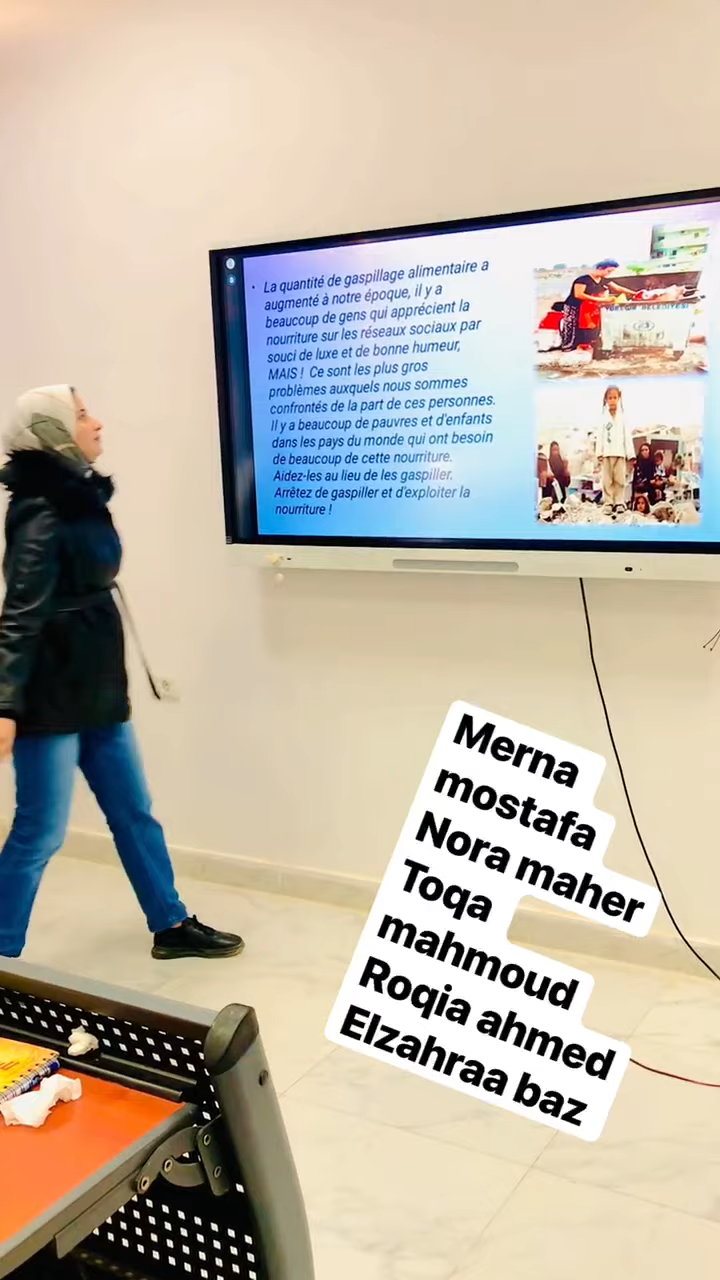 La quantité de gaspillage alimentaire a
augmenté à notre époque, il y a
beaucoup de gens qui apprécient la
nourriture sur les réseaux sociaux par
souci de luxe et de bonne humeur,
MAIS ! Ce sont les plus gros
problèmes auxquels nous sommes
confrontés de la part de ces personnes.
Il y a beaucoup de pauvres et d'enfants
dans les pays du monde qui ont besoin
de beaucoup de cette nourriture.
Aidez-les au lieu de les gaspiller.
Arrêtez de gaspiller et d'exploiter la
nourriture !
Merna
mostafa
Nora maher
Toqa
mahmoud
Roqia ahmed
Elzahraa baz